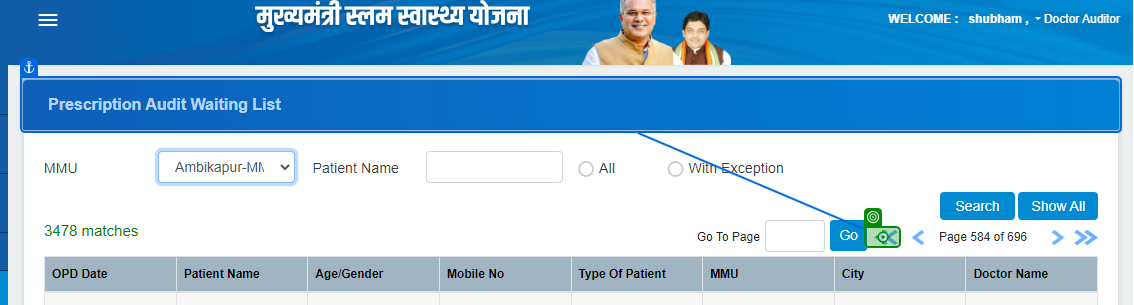 मुख्यमंत्री स्लम स्वास्थ्य योजना
WELCOME : shubham , Doctor Auditor
Prescription Audit Waiting List
MMU Ambikapur-MM Patient Name All With Exception
Search Show All
3478 matches Go To Page Go Page 584 of 696
OPD Date Patient Name Age/Gender Mobile No Type Of Patient MMU City Doctor Name